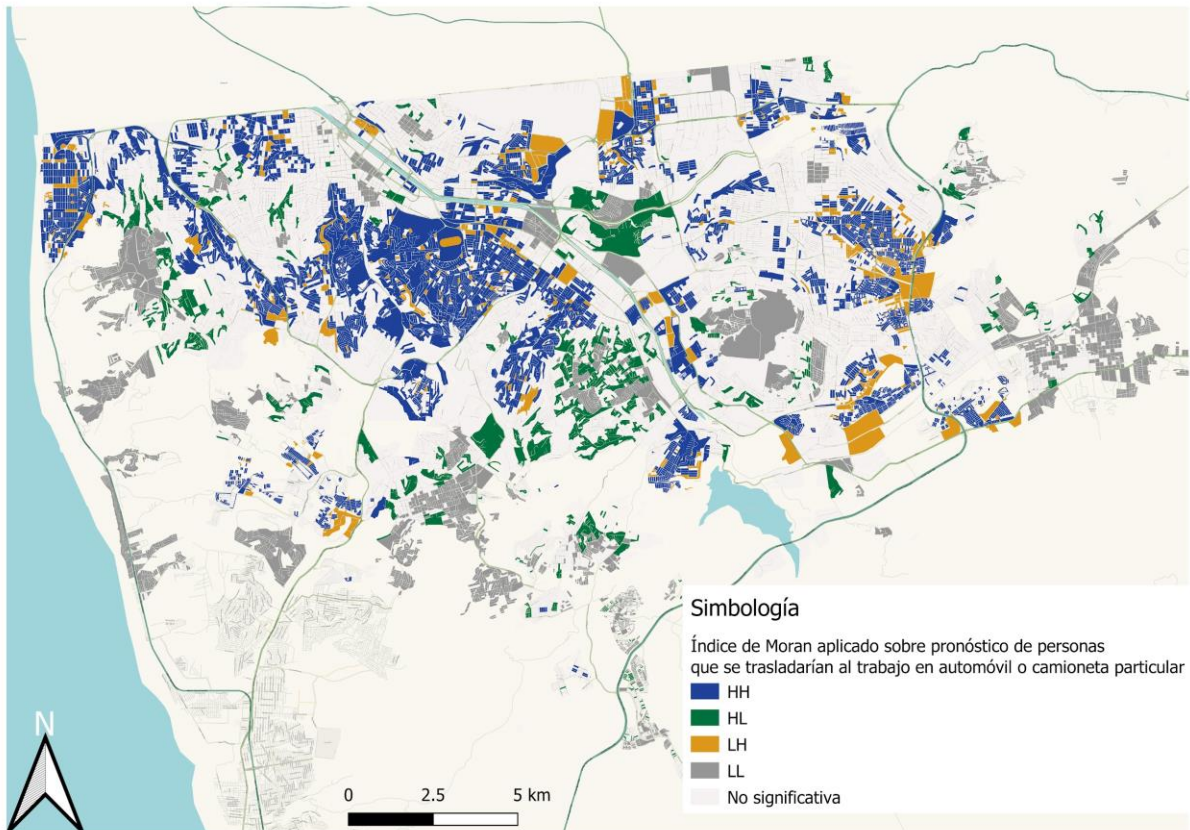 Simbología
Índice de Moran aplicado sobre pronóstico de personas
que se trasladarían al trabajo en automóvil o camioneta particular
HH
HL
LH
LL
No significativa
N
0 2.5 5 km